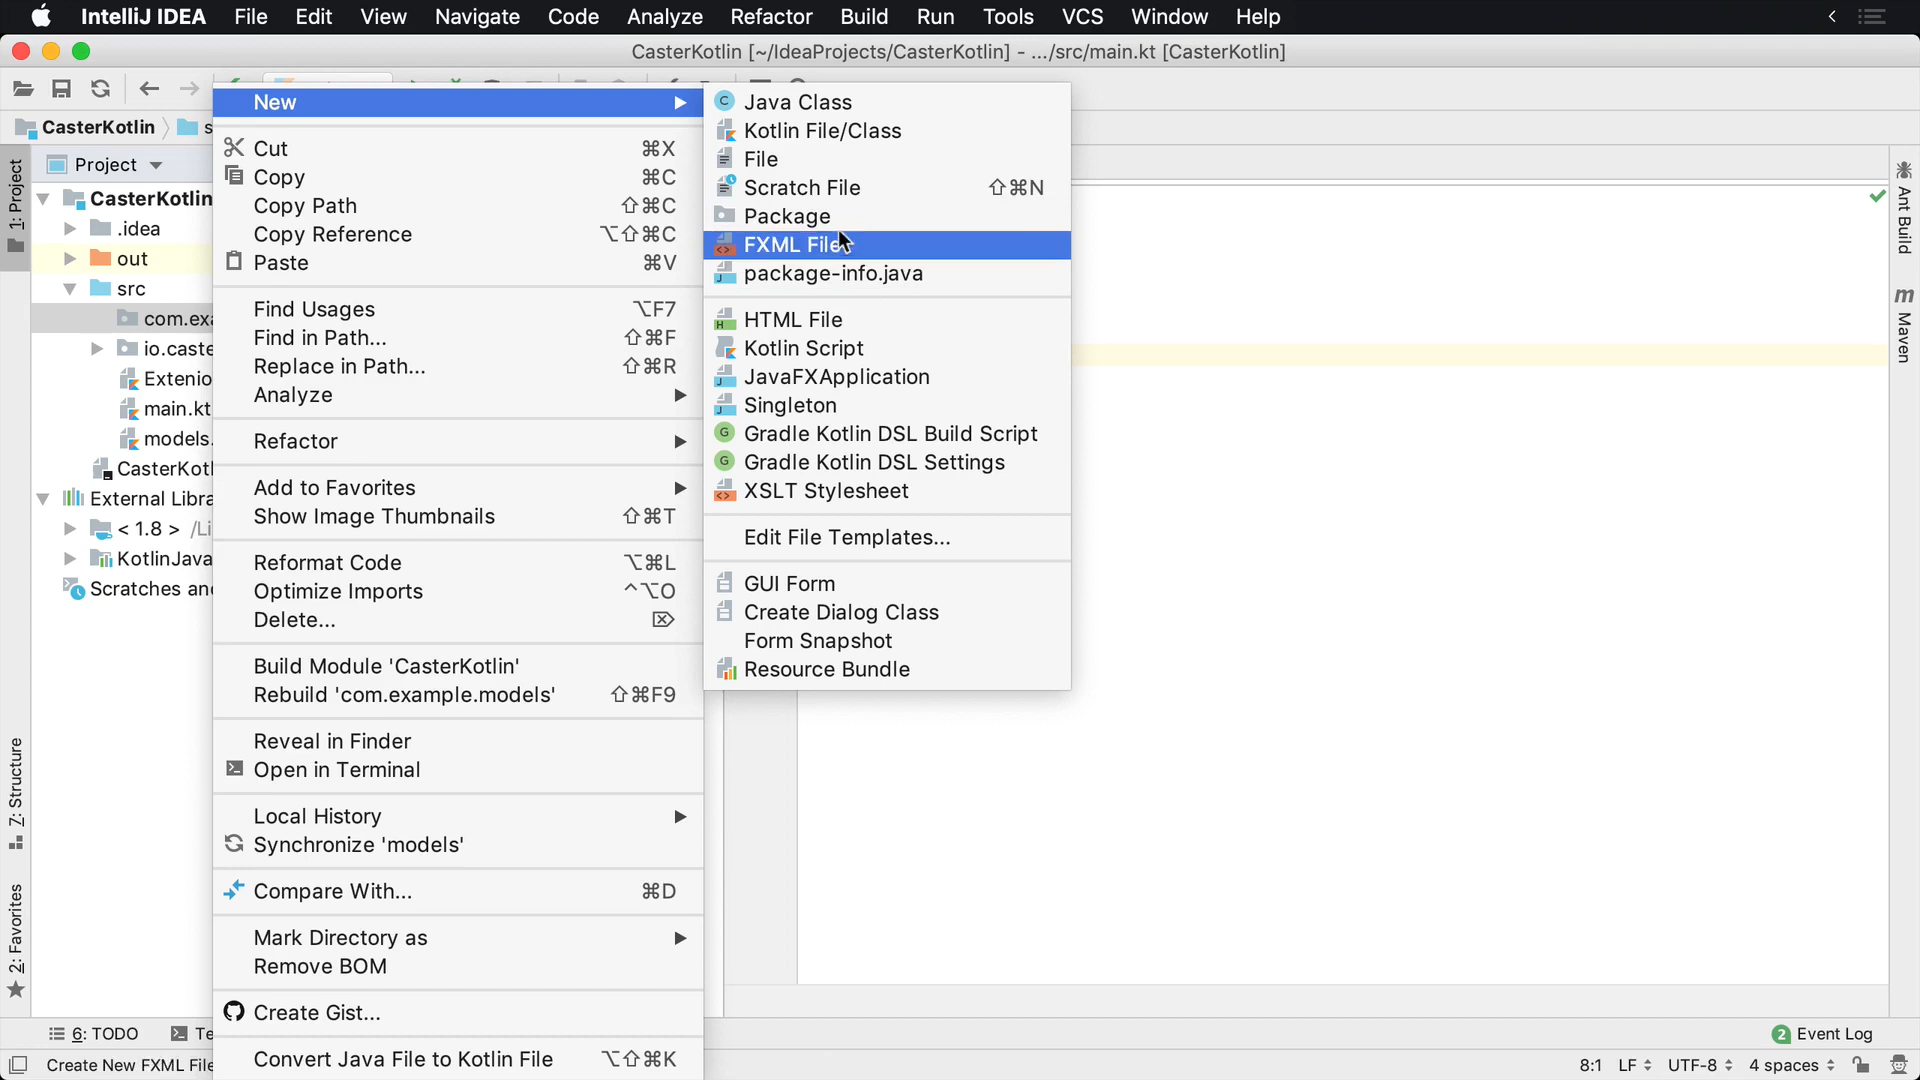 IntelliJ IDEA File Edit View Navigate Code Analyze Refactor Build Run Tools VCS Window Help
CasterKotlin [~/IdeaProjects/CasterKotlin] - .../src/main.kt [CasterKotlin]
CasterKotlin s
1: Project
Project
CasterKotlin
.idea
out
src
com.exa
io.caste
Extenio
main.kt
models.
CasterKotl
External Libra
< 1.8 > /Li
KotlinJava
Scratches and
Z: Structure
2: Favorites
New
Cut ⌘X
Copy ⌘C
Copy Path ⇧⌘C
Copy Reference ⌥⇧⌘C
Paste ⌘V
Find Usages ⌥F7
Find in Path... ⇧⌘F
Replace in Path... ⇧⌘R
Analyze
Refactor
Add to Favorites
Show Image Thumbnails ⇧⌘T
Reformat Code ⌥⌘L
Optimize Imports ^⌥O
Delete... ⌦
Build Module 'CasterKotlin'
Rebuild 'com.example.models' ⇧⌘F9
Reveal in Finder
Open in Terminal
Local History
Synchronize 'models'
Compare With... ⌘D
Mark Directory as
Remove BOM
Create Gist...
Convert Java File to Kotlin File ⌥⇧⌘K
Java Class
Kotlin File/Class
File
Scratch File ⇧⌘N
Package
FXML File
package-info.java
HTML File
Kotlin Script
JavaFXApplication
Singleton
Gradle Kotlin DSL Build Script
Gradle Kotlin DSL Settings
XSLT Stylesheet
Edit File Templates...
GUI Form
Create Dialog Class
Form Snapshot
Resource Bundle
Ant Build
m Maven
6: TODO Te
2 Event Log
Create New FXML File
8:1 LF UTF-8 4 spaces